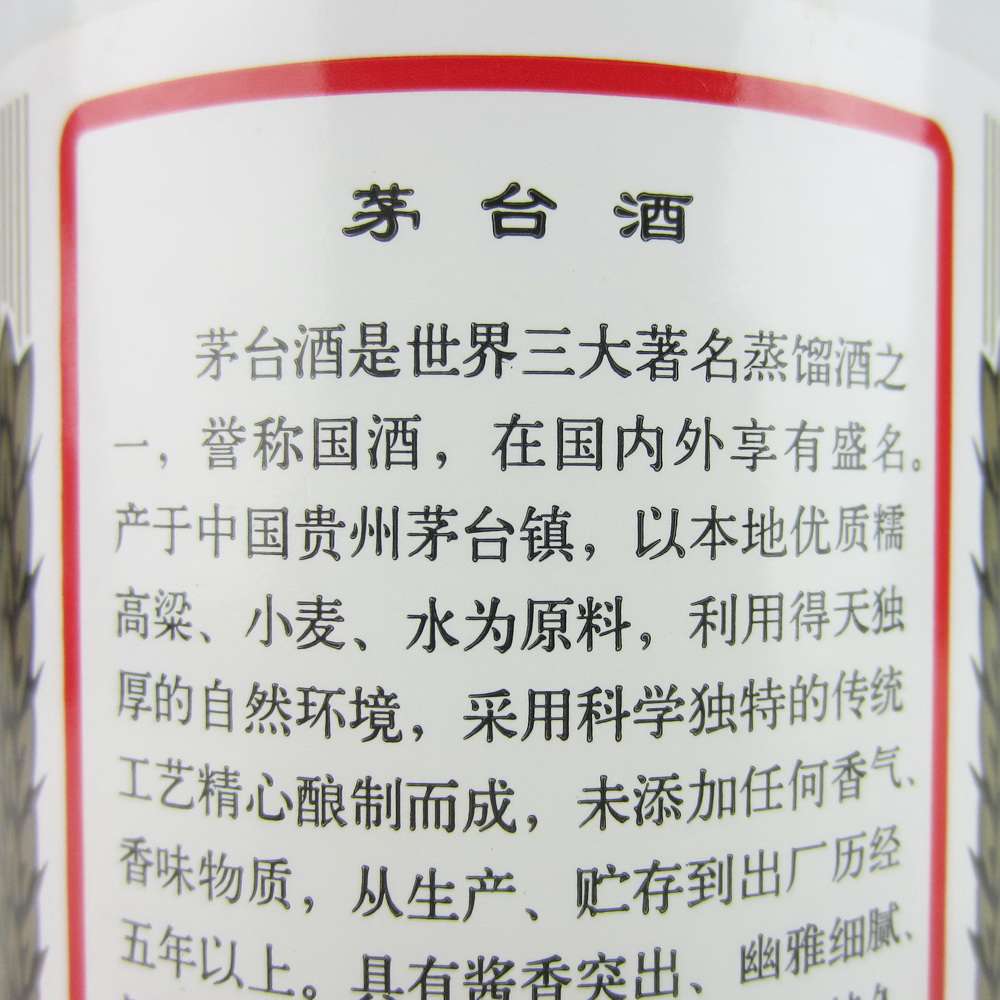 茅台酒
茅台酒是世界三大著名蒸馏酒之
一，誉称国酒，在国内外享有盛名。
产于中国贵州茅台镇，以本地优质糯
高粱、小麦、水为原料，利用得天独
厚的自然环境，采用科学独特的传统
工艺精心酿制而成，未添加任何香气、
香味物质，从生产、贮存到出厂历经
五年以上。具有酱香突出、幽雅细腻、